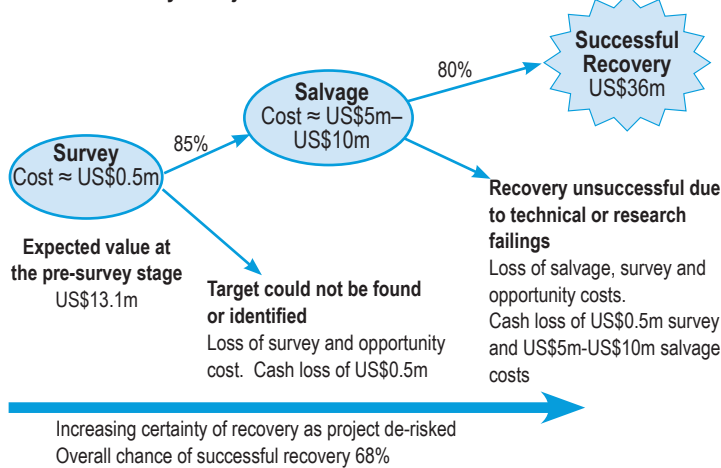 Successful
Recovery
US$36m
80%
Salvage
Cost ≈ US$5m–
US$10m
85%
Survey
Cost ≈ US$0.5m
Expected value at
the pre-survey stage
US$13.1m
Target could not be found
or identified
Loss of survey and opportunity
cost. Cash loss of US$0.5m
Recovery unsuccessful due
to technical or research
failings
Loss of salvage, survey and
opportunity costs.
Cash loss of US$0.5m survey
and US$5m-US$10m salvage
costs
Increasing certainty of recovery as project de-risked
Overall chance of successful recovery 68%